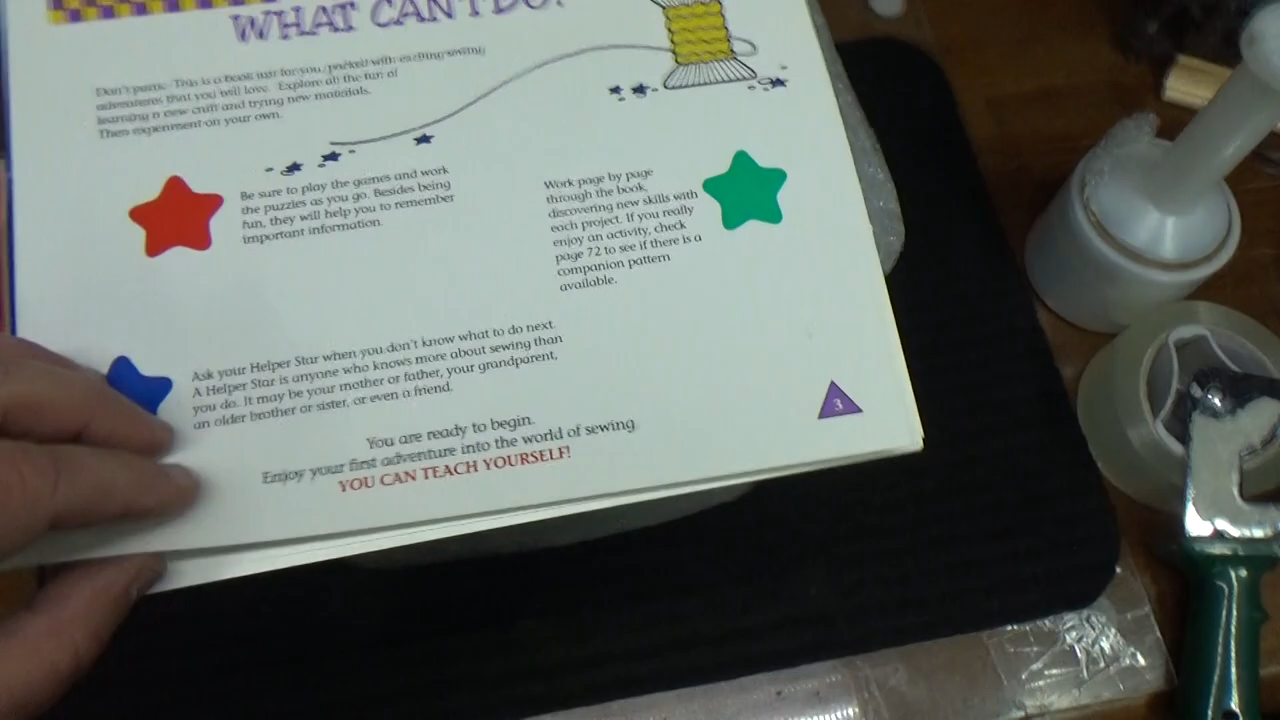 WHAT CAN I DO?
Don't panic. This is a book just for you, packed with exciting sewing
adventures that you will love. Explore all the fun of
learning a new craft and trying new materials.
Then experiment on your own.
Be sure to play the games and work
the puzzles as you go. Besides being
fun, they will help you to remember
important information.
Work page by page
through the book,
discovering new skills with
each project. If you really
enjoy an activity, check
page 72 to see if there is a
companion pattern
available.
Ask your Helper Star when you don't know what to do next.
A Helper Star is anyone who knows more about sewing than
you do. It may be your mother or father, your grandparent,
an older brother or sister, or even a friend.
You are ready to begin.
Enjoy your first adventure into the world of sewing
YOU CAN TEACH YOURSELF!
3